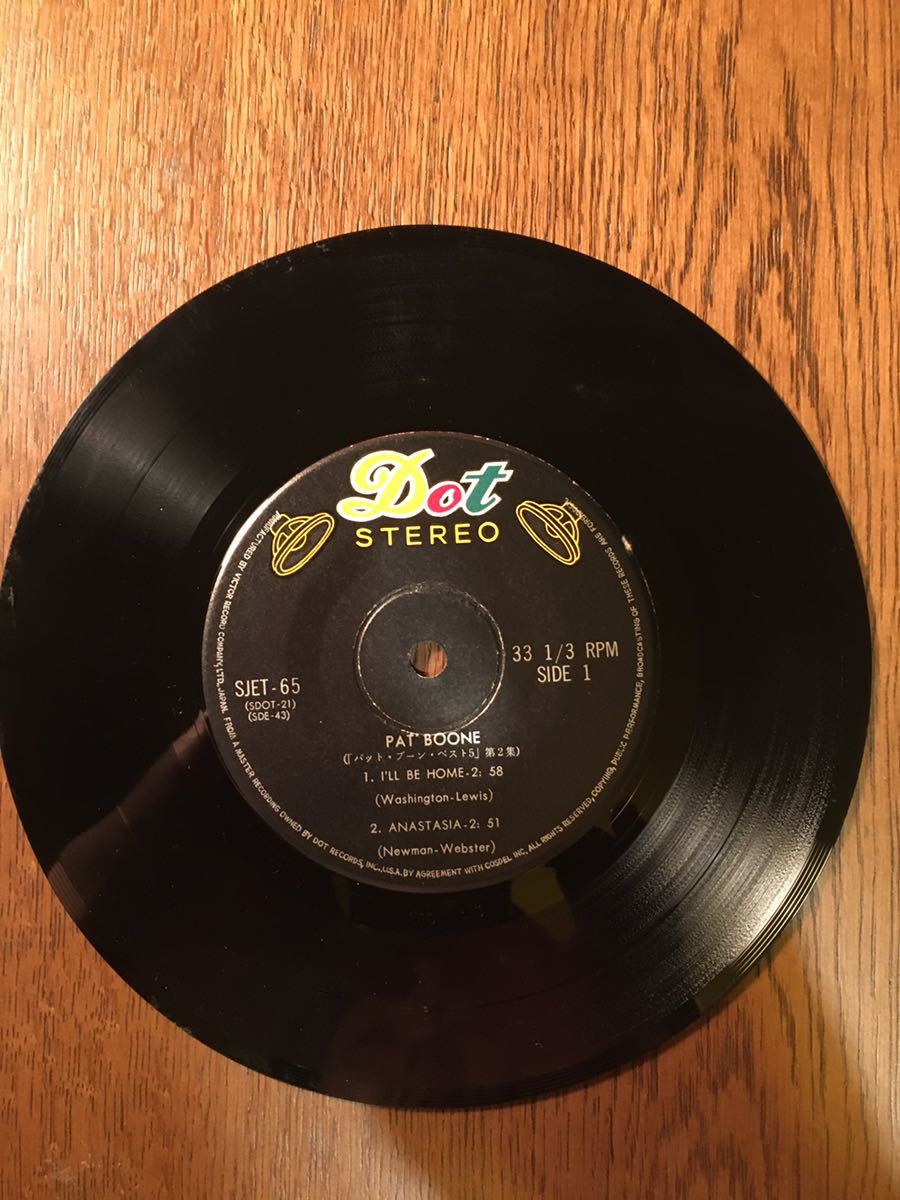 Dot
STEREO
33 1/3 RPM
SIDE 1
SJET-65
(SDOT-21)
(SDE-43)
PAT BOONE
(「パット・ブーン・ベスト5」第2集)
1. I'LL BE HOME-2: 58
(Washington-Lewis)
2. ANASTASIA-2: 51
(Newman-Webster)
MANUFACTURED BY VICTOR RECORD COMPANY, LTD. JAPAN. FROM A MASTER RECORDING OWNED BY DOT RECORDS, INC., U.S.A. BY AGREEMENT WITH COSDEL INC, ALL RIGHTS RESERVED, COPYING, PUBLIC PERFORMANCE, BROADCASTING OF THESE RECORDS ARE FORBIDDEN